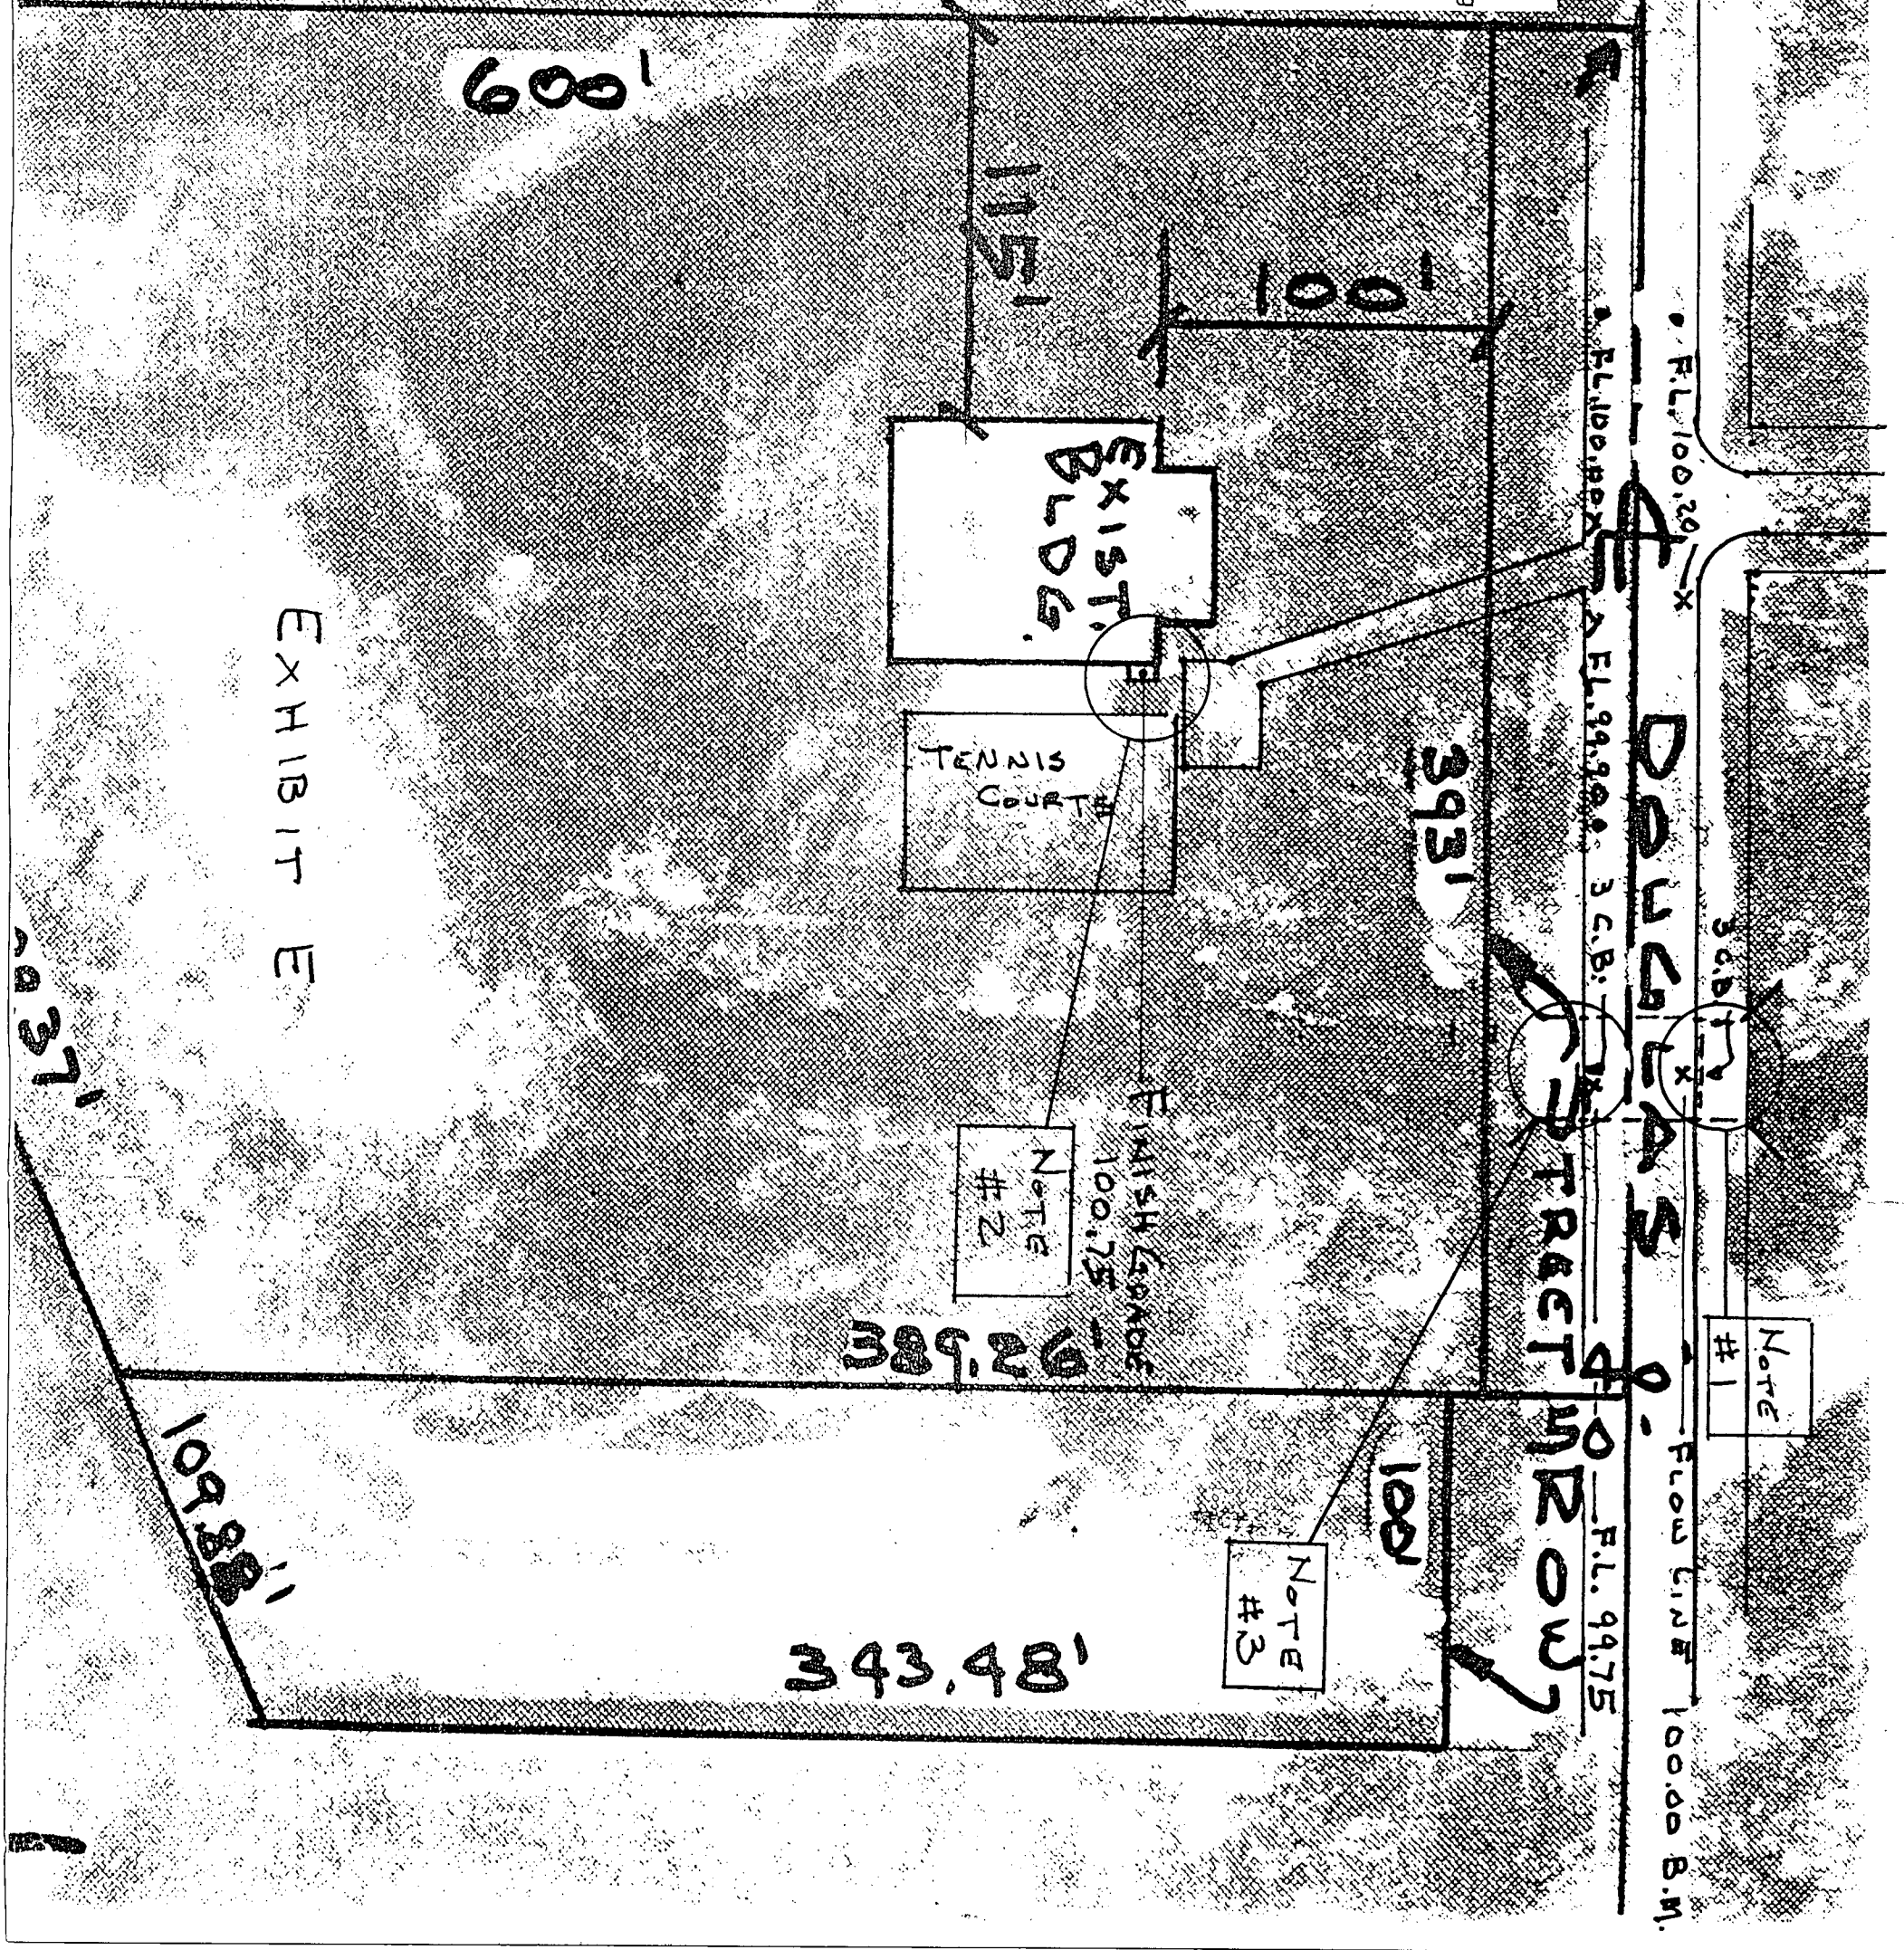 600'
115'
100'
F.L. 100.20
F.L. 100.00
F.L. 99.90
3 C.B.
3 C.B.
DOUGLAS
STREET
ROW
40
NOTE
#1
FLOW LINE 100.00 B.M.
F.L. 99.75
EXIST.
BLDG.
TENNIS
COURT
393'
FINISH GRADE
100.75
NOTE
#2
NOTE
#3
389.26'
100'
343.48'
109.88'
37'
EXHIBIT E